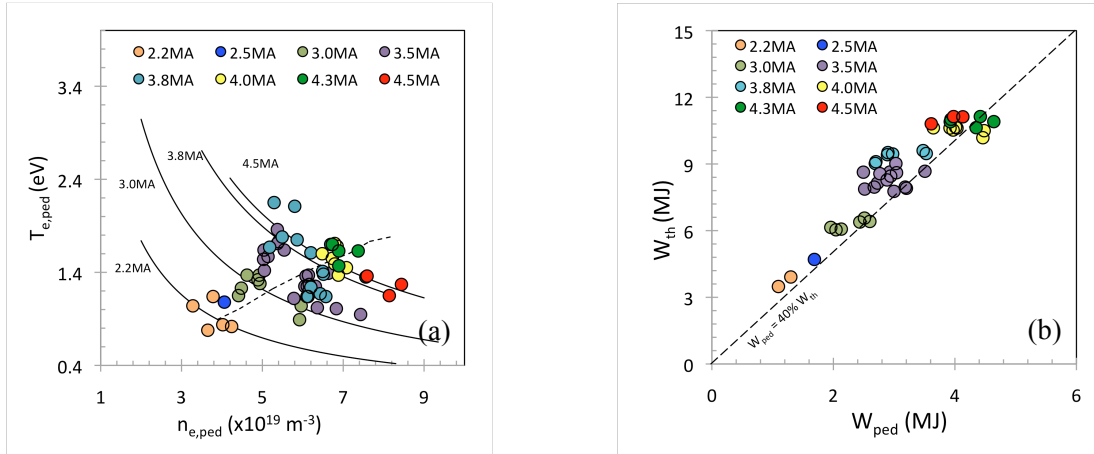 2.2MA 2.5MA 3.0MA 3.5MA
3.8MA 4.0MA 4.3MA 4.5MA
3.4
2.4
1.4
0.4
T_e,ped (eV)
3.8MA
4.5MA
3.0MA
2.2MA
(a)
1 3 5 7 9
n_e,ped (x10^19 m^-3)
2.2MA 2.5MA
3.0MA 3.5MA
3.8MA 4.0MA
4.3MA 4.5MA
15
12
9
6
3
0
W_th (MJ)
W_ped = 40% W_th
(b)
0 2 4 6
W_ped (MJ)